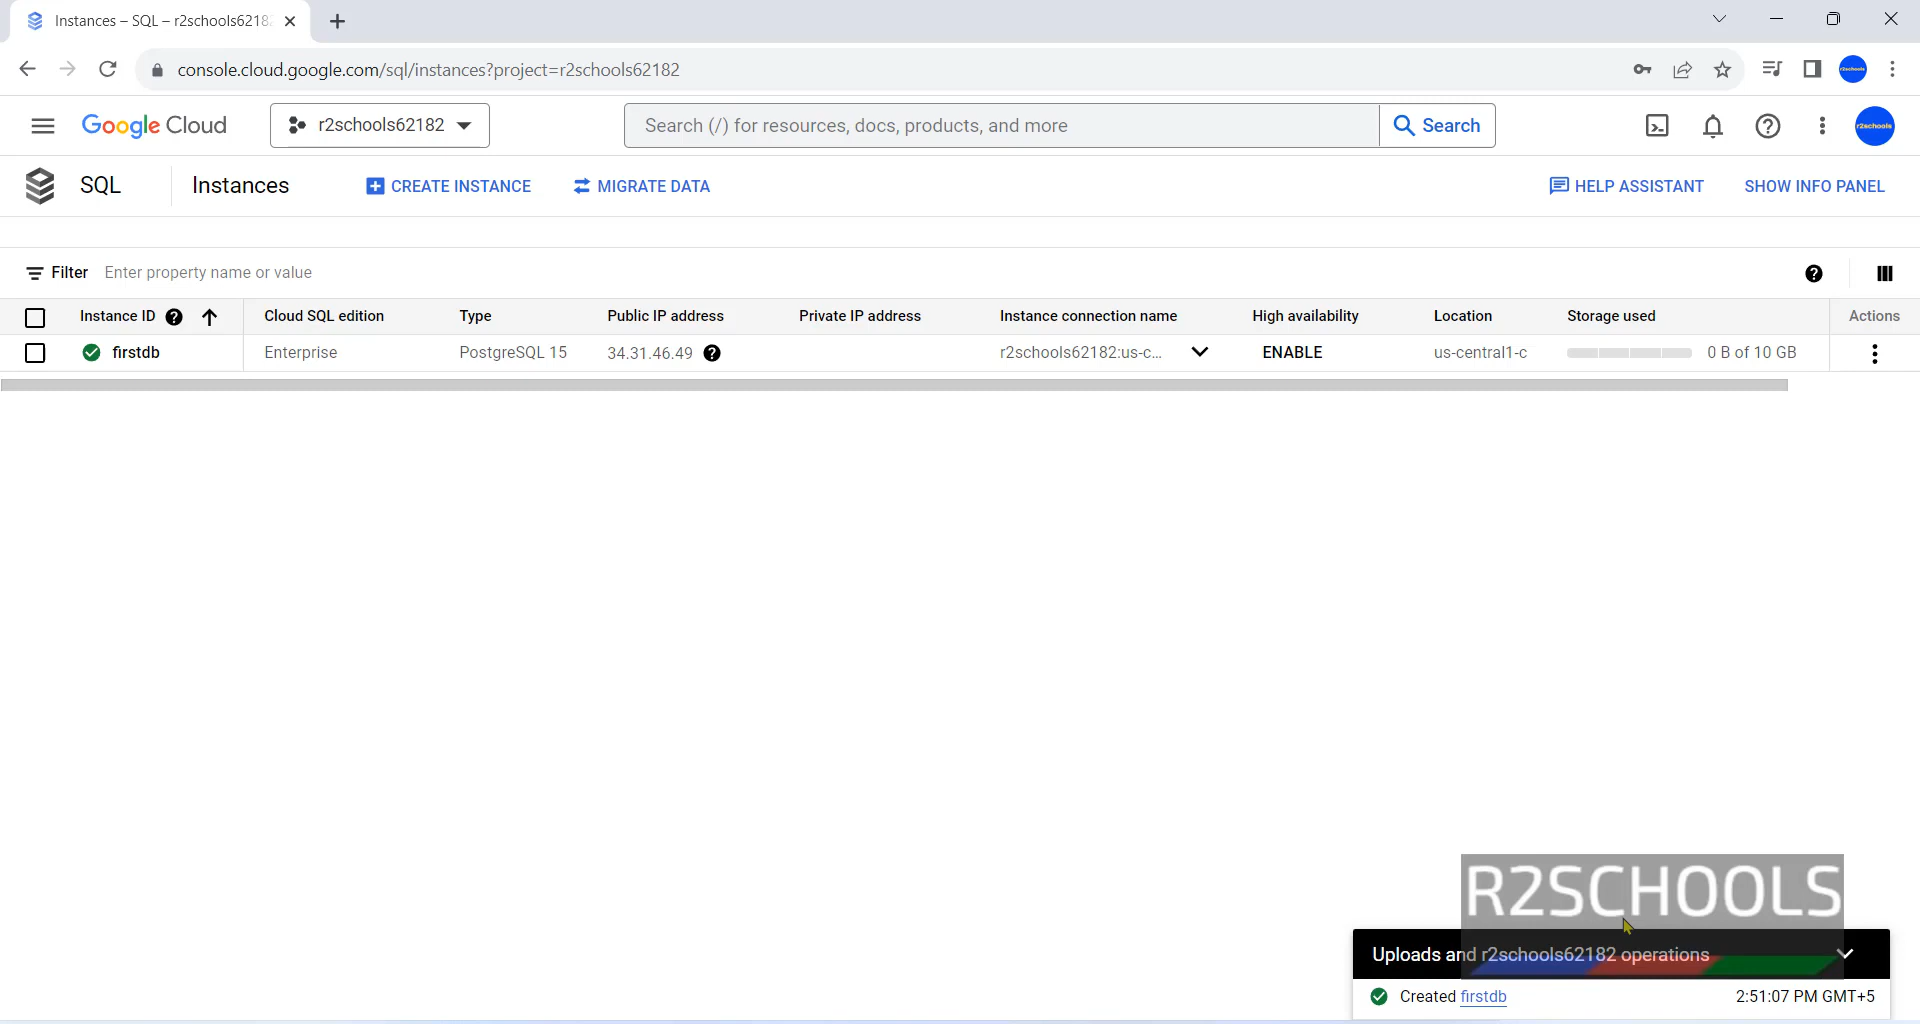 Instances – SQL – r2schools6218
console.cloud.google.com/sql/instances?project=r2schools62182
r2schools
Google Cloud
r2schools62182
Search (/) for resources, docs, products, and more
Search
r2schools
SQL
Instances
CREATE INSTANCE
MIGRATE DATA
HELP ASSISTANT
SHOW INFO PANEL
Filter Enter property name or value
Instance ID Cloud SQL edition Type Public IP address Private IP address Instance connection name High availability Location Storage used Actions
firstdb Enterprise PostgreSQL 15 34.31.46.49 r2schools62182:us-c... ENABLE us-central1-c 0 B of 10 GB
R2SCHOOLS
Uploads and r2schools62182 operations
Created firstdb 2:51:07 PM GMT+5